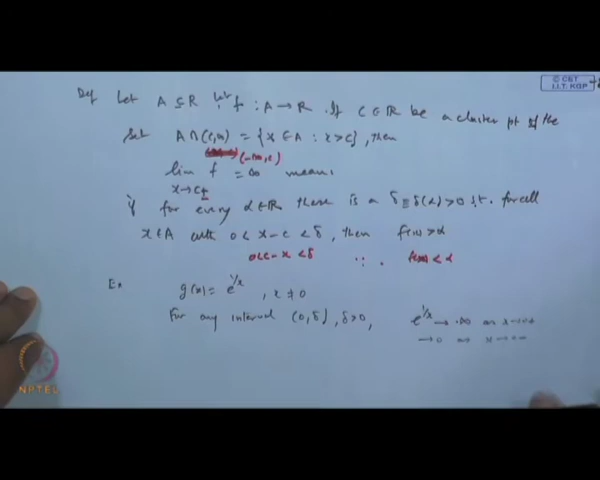 © CET
I.I.T. KGP
Def Let A ⊆ R let f : A → R. If c ∈ R be a cluster pt of the
set A ∩ (c, ∞) = {x ∈ A : x > c}, then
(-∞, c)
lim f = ∞ means
x → c+
if for every α ∈ R, there is a δ ≡ δ(α) > 0 s.t. for all
x ∈ A with 0 < x - c < δ, then f(x) > α
0 < c - x < δ f(x) < α
Ex g(x) = e^{1/x}, x ≠ 0
For any interval (0, δ), δ > 0, e^{1/x} → ∞ as x → 0+
→ 0 as x → 0-
NPTEL